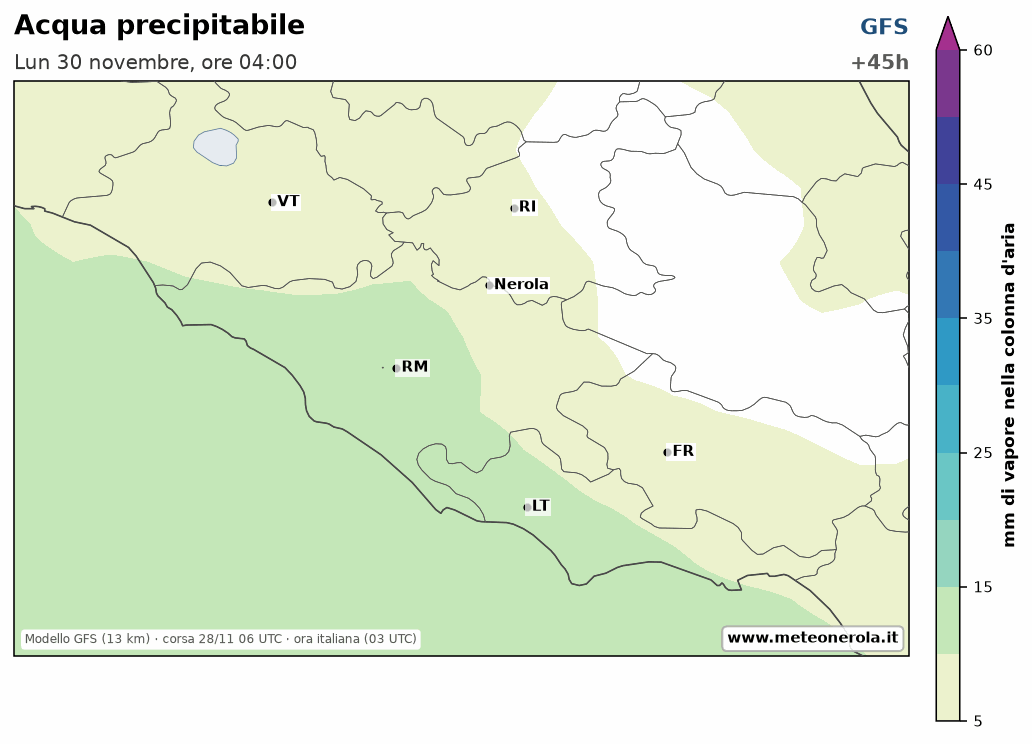 Acqua precipitabile
GFS
Lun 30 novembre, ore 04:00
+45h
VT
RI
Nerola
RM
FR
LT
Modello GFS (13 km) · corsa 28/11 06 UTC · ora italiana (03 UTC)
www.meteonerola.it
60
45
35
25
15
5
mm di vapore nella colonna d'aria